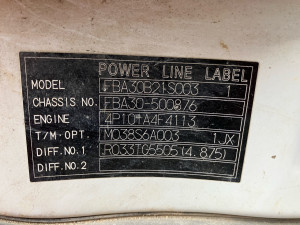 POWER LINE LABEL
MODEL FBA30B21S003 1
CHASSIS NO. FBA30-500876
ENGINE 4P10 A4F4113
T/M·OPT. M038S6A003 1JX
DIFF.NO.1 R033T65505(4.875)
DIFF.NO.2